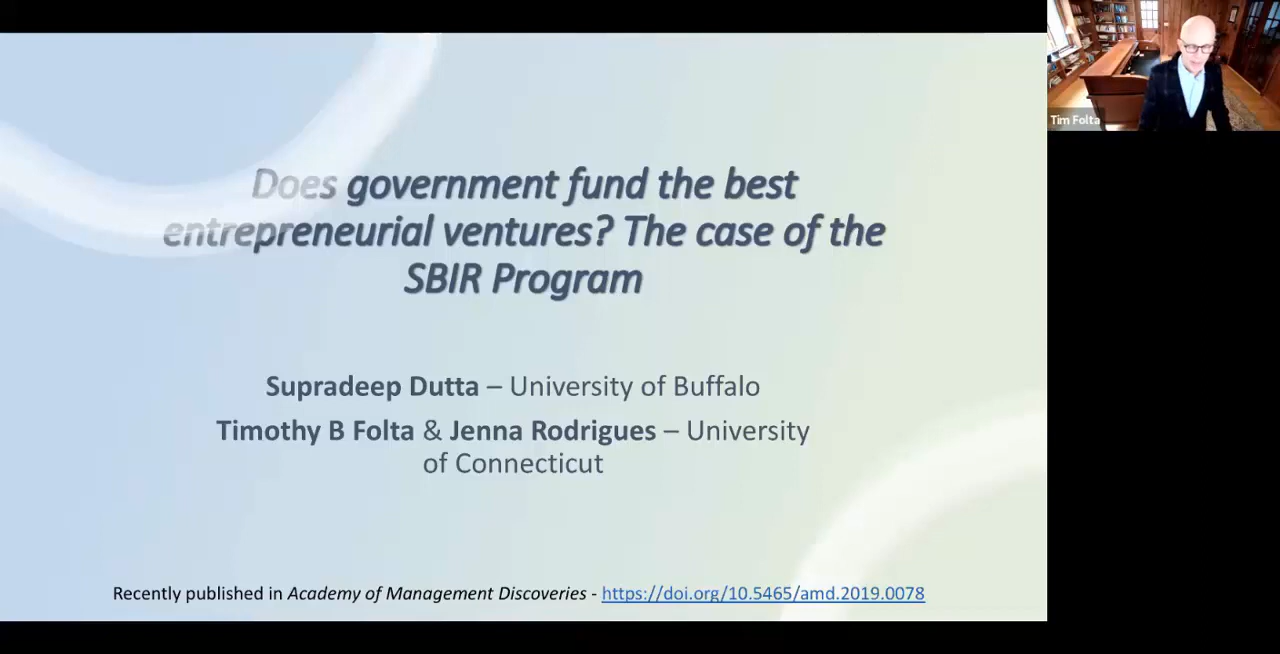 Does government fund the best
entrepreneurial ventures? The case of the
SBIR Program
Supradeep Dutta – University of Buffalo
Timothy B Folta & Jenna Rodrigues – University
of Connecticut
Recently published in Academy of Management Discoveries - https://doi.org/10.5465/amd.2019.0078
Tim Folta